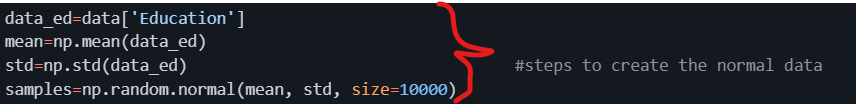 data_ed=data['Education']
mean=np.mean(data_ed)
std=np.std(data_ed) #steps to create the normal data
samples=np.random.normal(mean, std, size=10000)